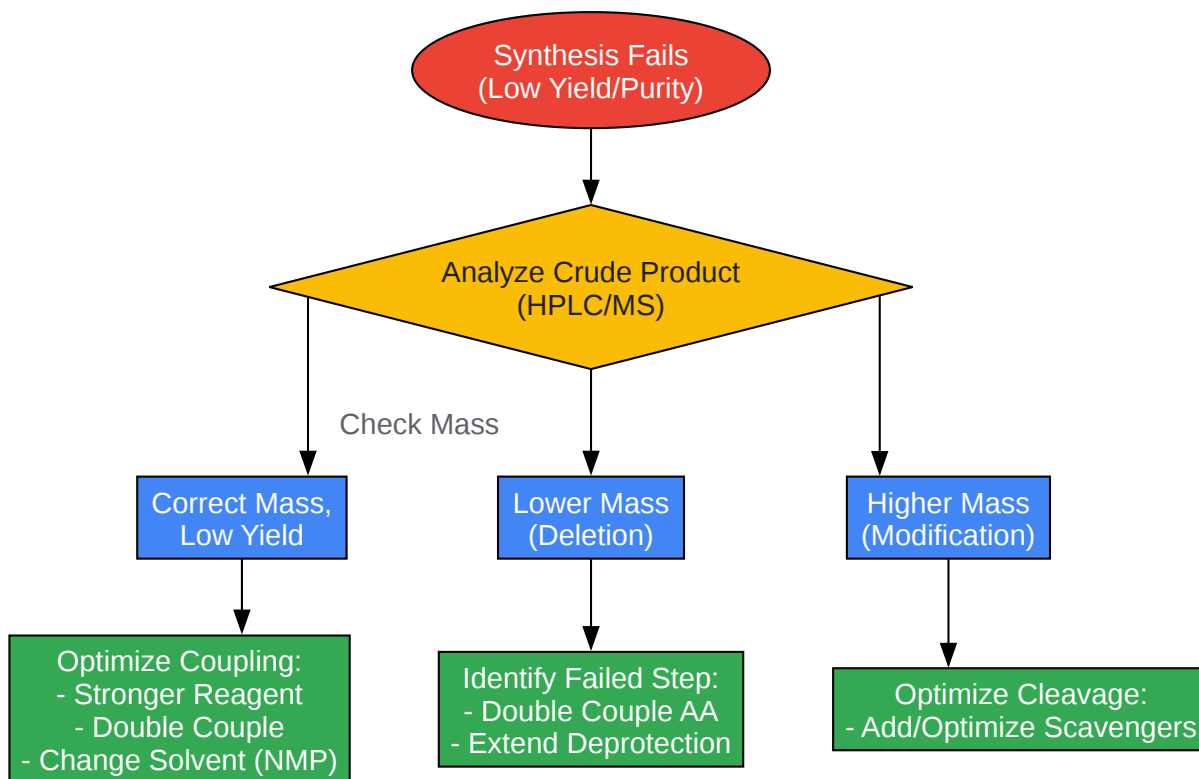 Synthesis Fails
(Low Yield/Purity)
Analyze Crude Product
(HPLC/MS)
Check Mass
Correct Mass,
Low Yield
Lower Mass
(Deletion)
Higher Mass
(Modification)
Optimize Coupling:
- Stronger Reagent
- Double Couple
- Change Solvent (NMP)
Identify Failed Step:
- Double Couple AA
- Extend Deprotection
Optimize Cleavage:
- Add/Optimize Scavengers